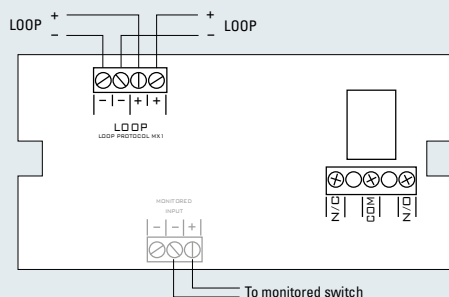 LOOP + + LOOP
– –
– – + +
LOOP
LOOP PROTOCOL MX1
N/C COM N/O
MONITORED
INPUT
– – +
To monitored switch